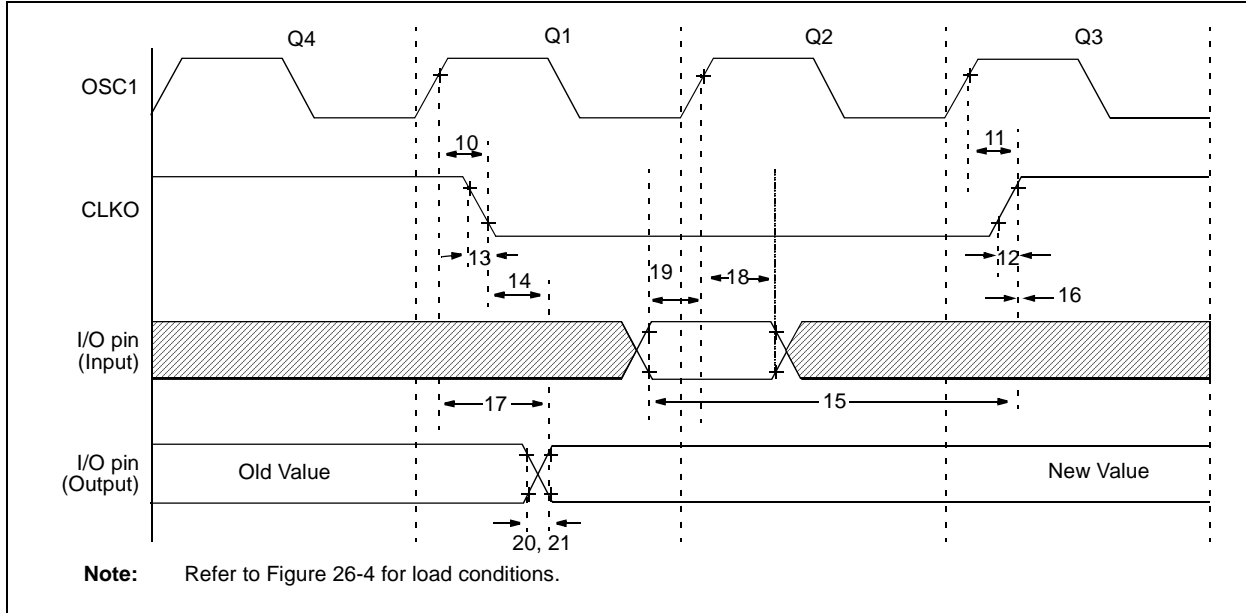 Q4
Q1
Q2
Q3
OSC1
10
11
CLKO
13
12
14
19
18
16
I/O pin
(Input)
17
15
I/O pin
(Output)
Old Value
New Value
20, 21
Note: Refer to Figure 26-4 for load conditions.